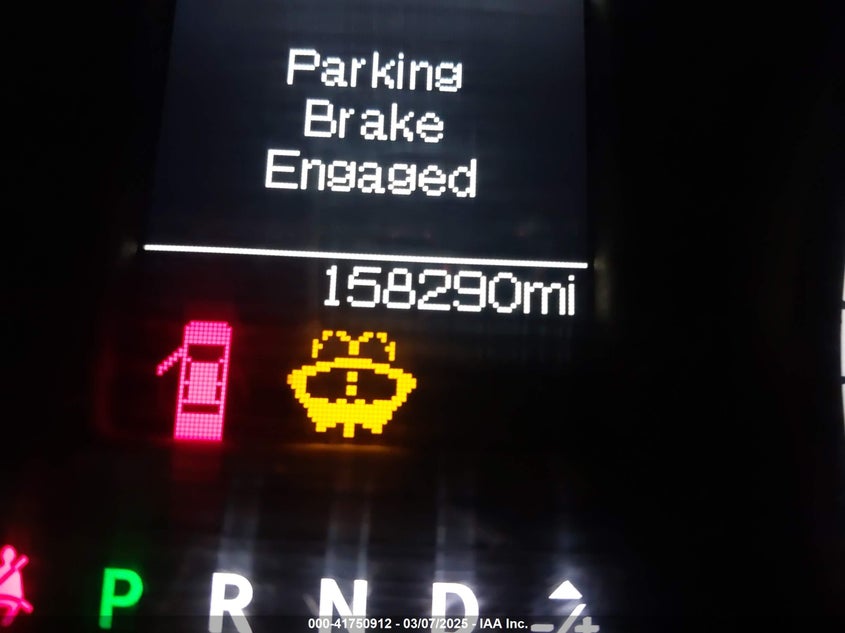 Parking
Brake
Engaged
158290mi
P R N D -/+
000-41750912 - 03/07/2025 - IAA Inc.